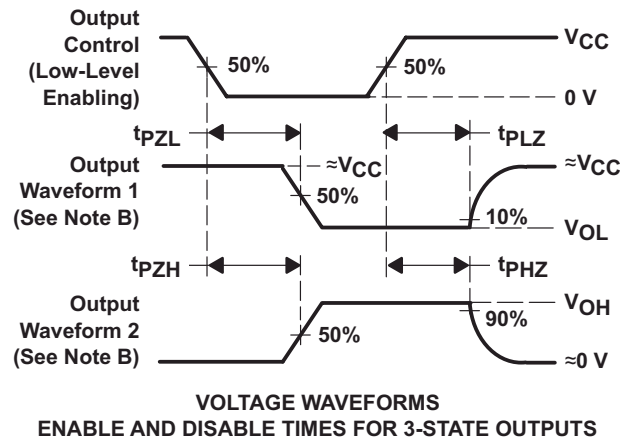 Output
Control
(Low-Level
Enabling)
50%
50%
VCC
0 V
tPZL
tPLZ
Output
Waveform 1
(See Note B)
≈VCC
50%
≈VCC
10%
VOL
tPZH
tPHZ
Output
Waveform 2
(See Note B)
50%
VOH
90%
≈0 V
VOLTAGE WAVEFORMS
ENABLE AND DISABLE TIMES FOR 3-STATE OUTPUTS